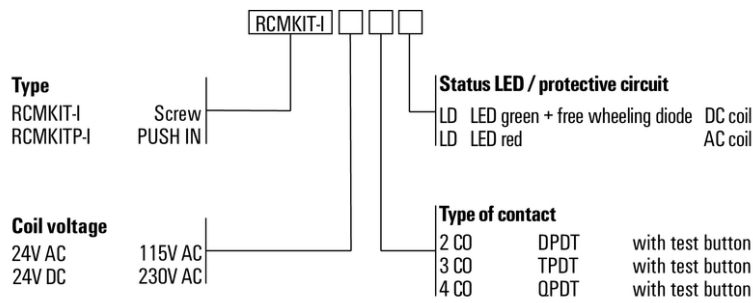 RCMKIT-I
Type
RCMKIT-I Screw
RCMKITP-I PUSH IN
Status LED / protective circuit
LD LED green + free wheeling diode DC coil
LD LED red AC coil
Coil voltage
24V AC 115V AC
24V DC 230V AC
Type of contact
2 CO DPDT with test button
3 CO TPDT with test button
4 CO QPDT with test button